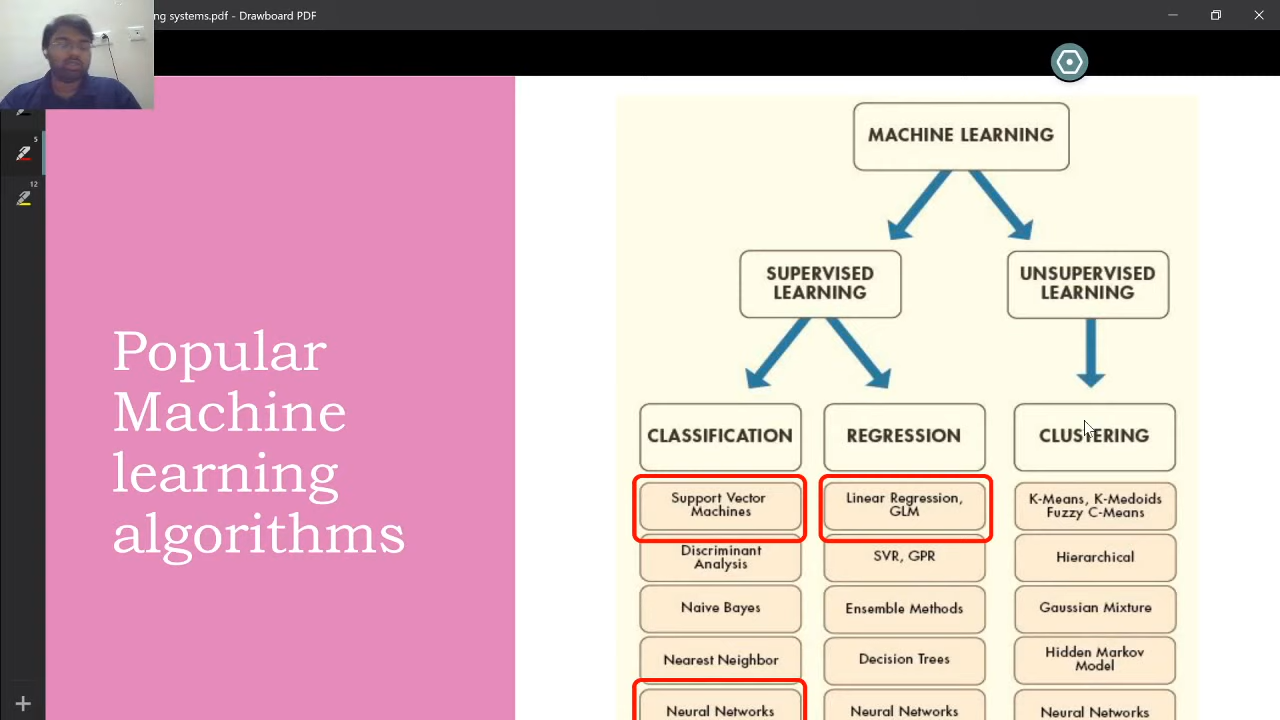 ng systems.pdf - Drawboard PDF
5
12
Popular
Machine
learning
algorithms
MACHINE LEARNING
SUPERVISED
LEARNING
UNSUPERVISED
LEARNING
CLASSIFICATION
Support Vector
Machines
Discriminant
Analysis
Naive Bayes
Nearest Neighbor
Neural Networks
REGRESSION
Linear Regression,
GLM
SVR, GPR
Ensemble Methods
Decision Trees
Neural Networks
CLUSTERING
K-Means, K-Medoids
Fuzzy C-Means
Hierarchical
Gaussian Mixture
Hidden Markov
Model
Neural Networks